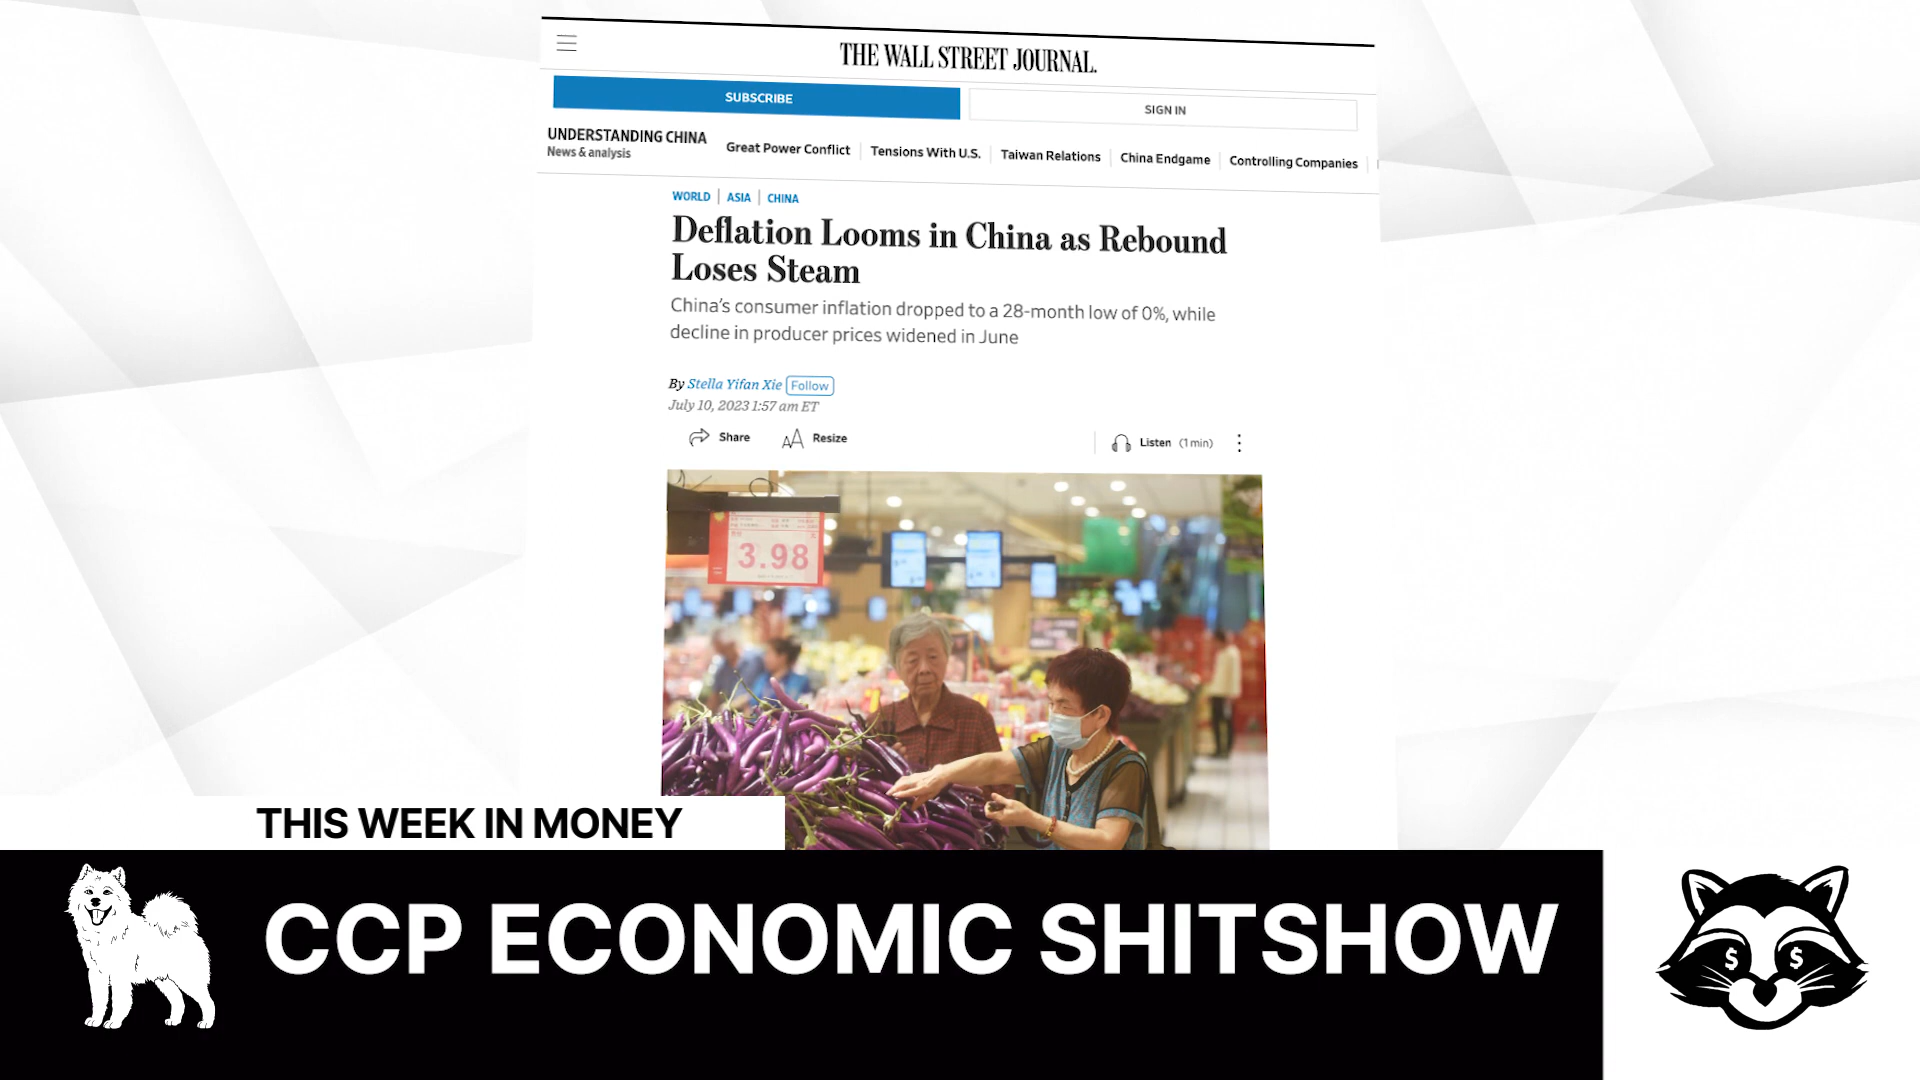 THE WALL STREET JOURNAL.
SUBSCRIBE
SIGN IN
UNDERSTANDING CHINA
News & analysis
Great Power Conflict
Tensions With U.S.
Taiwan Relations
China Endgame
Controlling Companies
WORLD | ASIA | CHINA
Deflation Looms in China as Rebound
Loses Steam
China's consumer inflation dropped to a 28-month low of 0%, while
decline in producer prices widened in June
By Stella Yifan Xie Follow
July 10, 2023 1:57 am ET
Share
Resize
Listen (1 min)
3.98
THIS WEEK IN MONEY
CCP ECONOMIC SHITSHOW
$ $